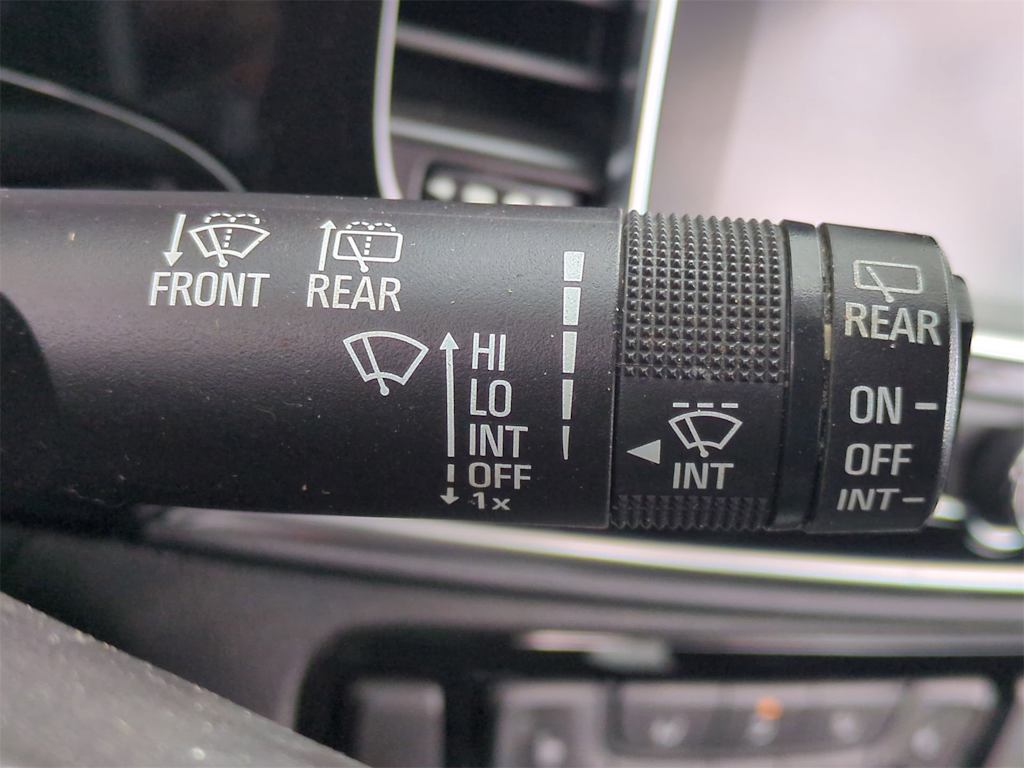 FRONT
REAR
HI
LO
INT
OFF
1x
INT
REAR
ON
OFF
INT